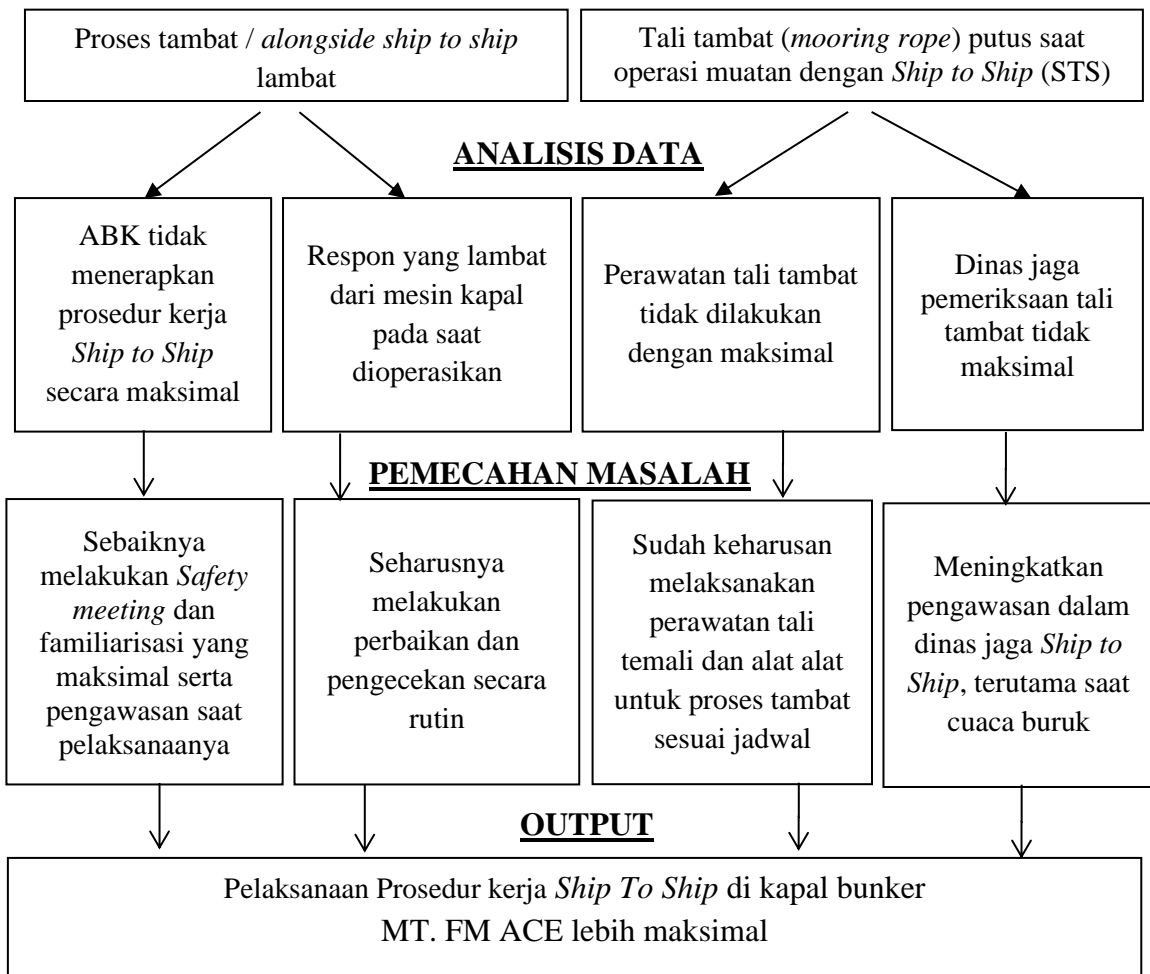 Proses tambat / alongside ship to ship
lambat
Tali tambat (mooring rope) putus saat
operasi muatan dengan Ship to Ship (STS)
ANALISIS DATA
ABK tidak
menerapkan
prosedur kerja
Ship to Ship
secara maksimal
Respon yang lambat
dari mesin kapal
pada saat
dioperasikan
Perawatan tali tambat
tidak dilakukan
dengan maksimal
Dinas jaga
pemeriksaan tali
tambat tidak
maksimal
PEMECAHAN MASALAH
Sebaiknya
melakukan Safety
meeting dan
familiarisasi yang
maksimal serta
pengawasan saat
pelaksanaanya
Seharusnya
melakukan
perbaikan dan
pengecekan secara
rutin
Sudah keharusan
melaksanakan
perawatan tali
temali dan alat alat
untuk proses tambat
sesuai jadwal
Meningkatkan
pengawasan dalam
dinas jaga Ship to
Ship, terutama saat
cuaca buruk
OUTPUT
Pelaksanaan Prosedur kerja Ship To Ship di kapal bunker
MT. FM ACE lebih maksimal